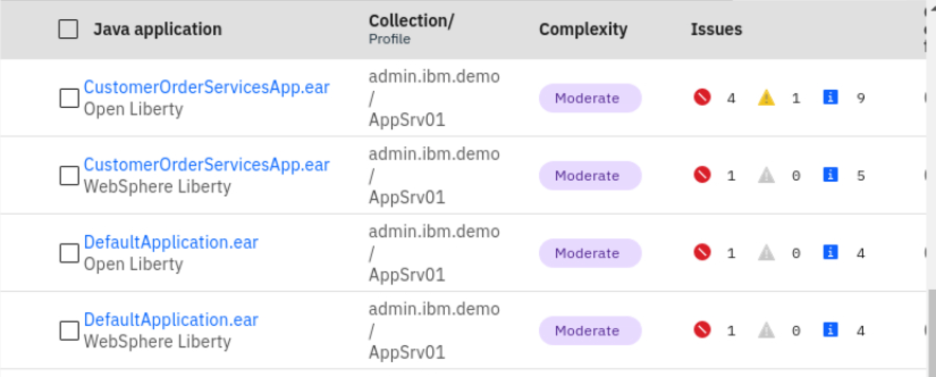 Java application Collection/ Profile Complexity Issues
CustomerOrderServicesApp.ear
Open Liberty
admin.ibm.demo
/
AppSrv01
Moderate
4 1 9
CustomerOrderServicesApp.ear
WebSphere Liberty
admin.ibm.demo
/
AppSrv01
Moderate
1 0 5
DefaultApplication.ear
Open Liberty
admin.ibm.demo
/
AppSrv01
Moderate
1 0 4
DefaultApplication.ear
WebSphere Liberty
admin.ibm.demo
/
AppSrv01
Moderate
1 0 4